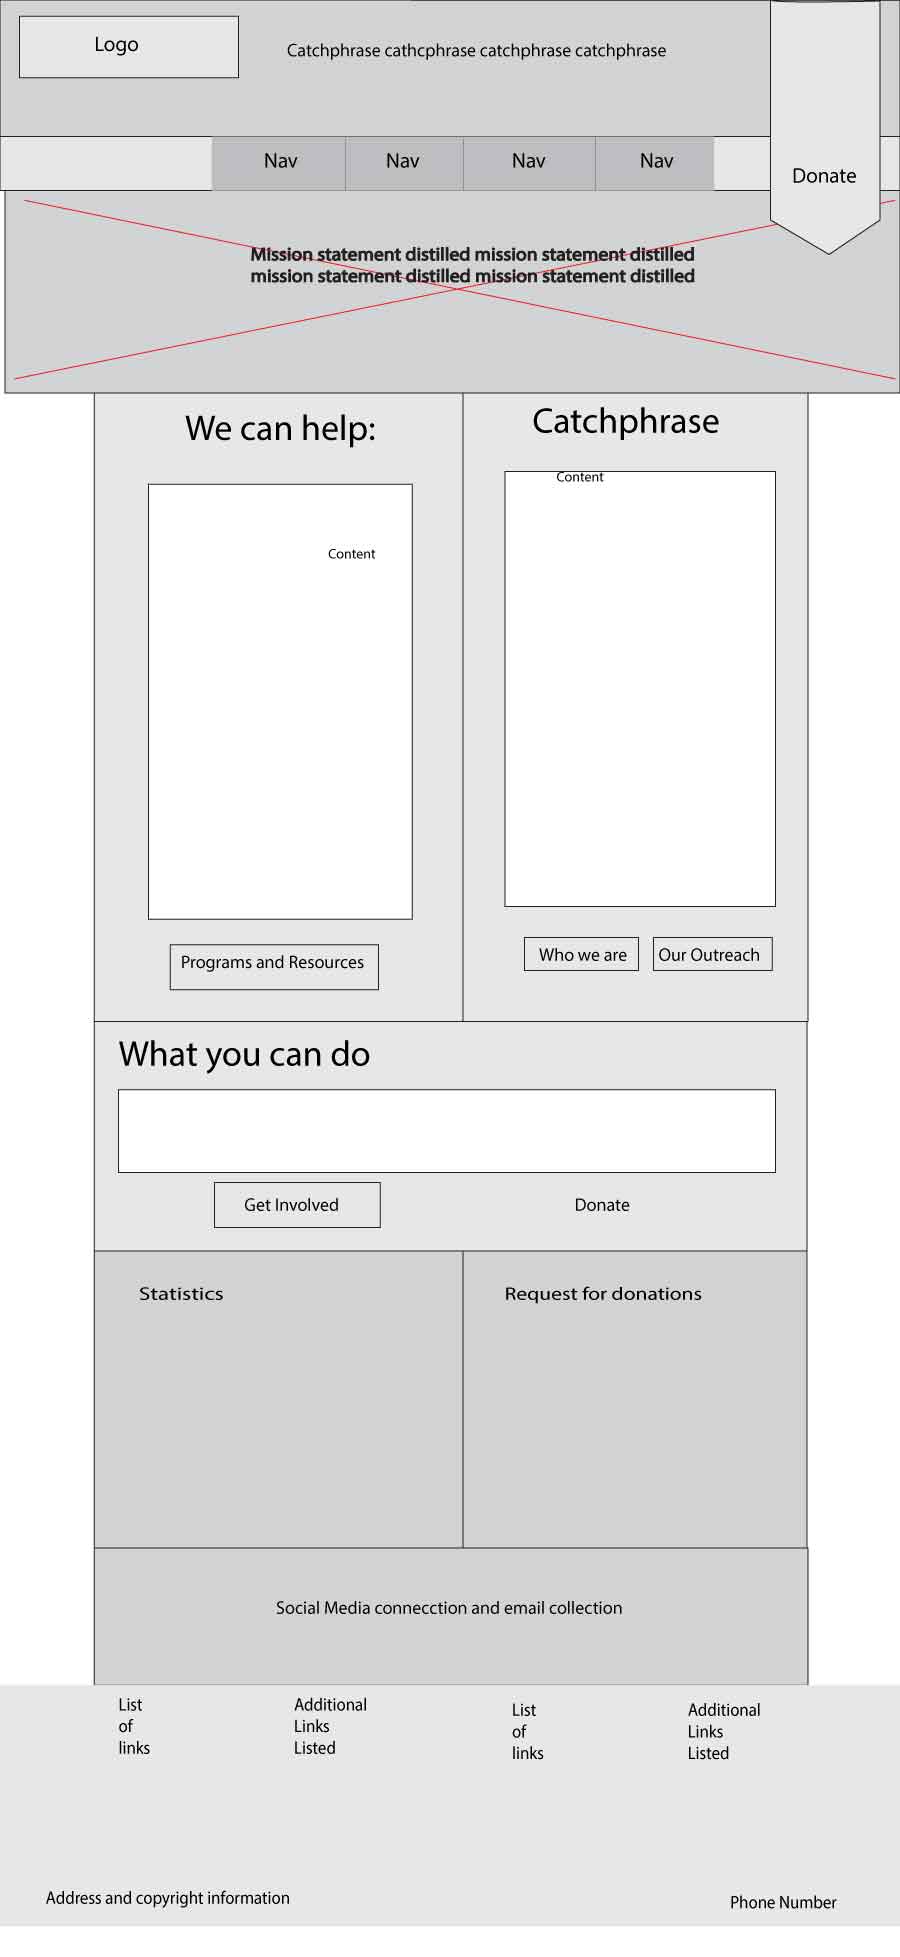 Logo
Catchphrase cathcphrase catchphrase catchphrase
Nav
Nav
Nav
Nav
Donate
Mission statement distilled mission statement distilled
mission statement distilled mission statement distilled
We can help:
Content
Programs and Resources
Catchphrase
Content
Who we are
Our Outreach
What you can do
Get Involved
Donate
Statistics
Request for donations
Social Media connecction and email collection
List
of
links
Additional
Links
Listed
List
of
links
Additional
Links
Listed
Address and copyright information
Phone Number